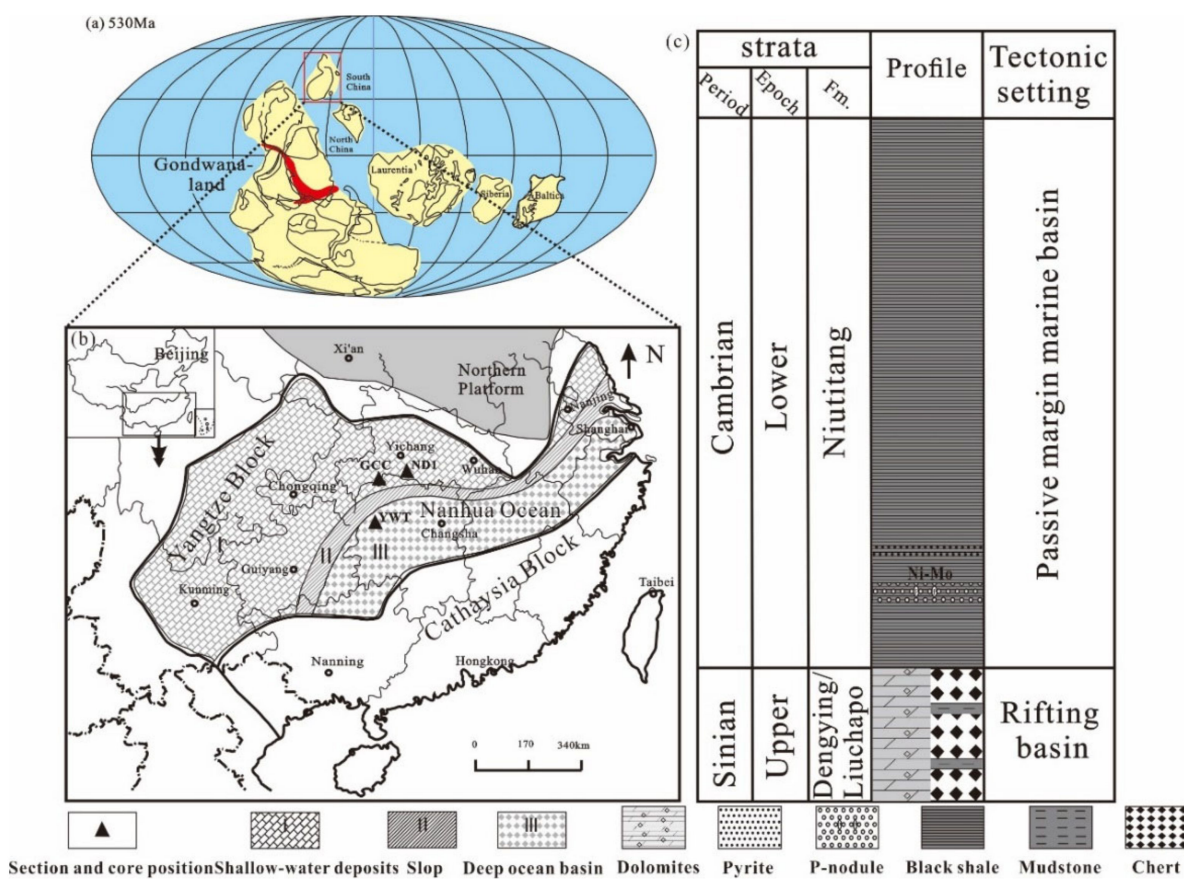 (a) 530Ma
South
China
North
China
Gondwana-
land
Laurentia
Siberia
Baltica
(b)
Beijing
Xi'an
Northern
Platform
N
Nanjing
Shanghai
Yichang
GCC
ND1
Wuhan
Chongqing
Yangtze Block
Nanhua Ocean
YWT
Changsha
I
II
III
Guiyang
Kunming
Cathaysia Block
Taibei
Nanning
Hongkong
0 170 340km
(c)
strata
Period
Epoch
Fm.
Profile
Tectonic
setting
Cambrian
Lower
Niutitang
Ni-Mo
Passive margin marine basin
Sinian
Upper
Dengying/
Liuchapo
Rifting
basin
I
II
III
Section and core position
Shallow-water deposits
Slop
Deep ocean basin
Dolomites
Pyrite
P-nodule
Black shale
Mudstone
Chert